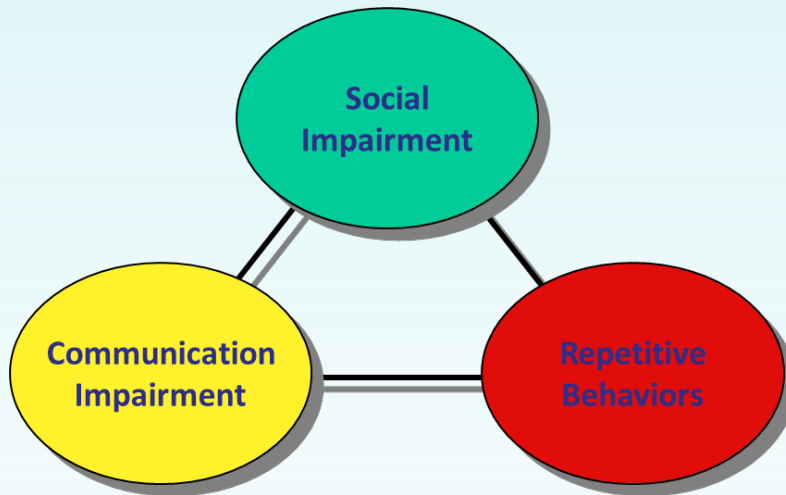 Social
Impairment
Communication
Impairment
Repetitive
Behaviors